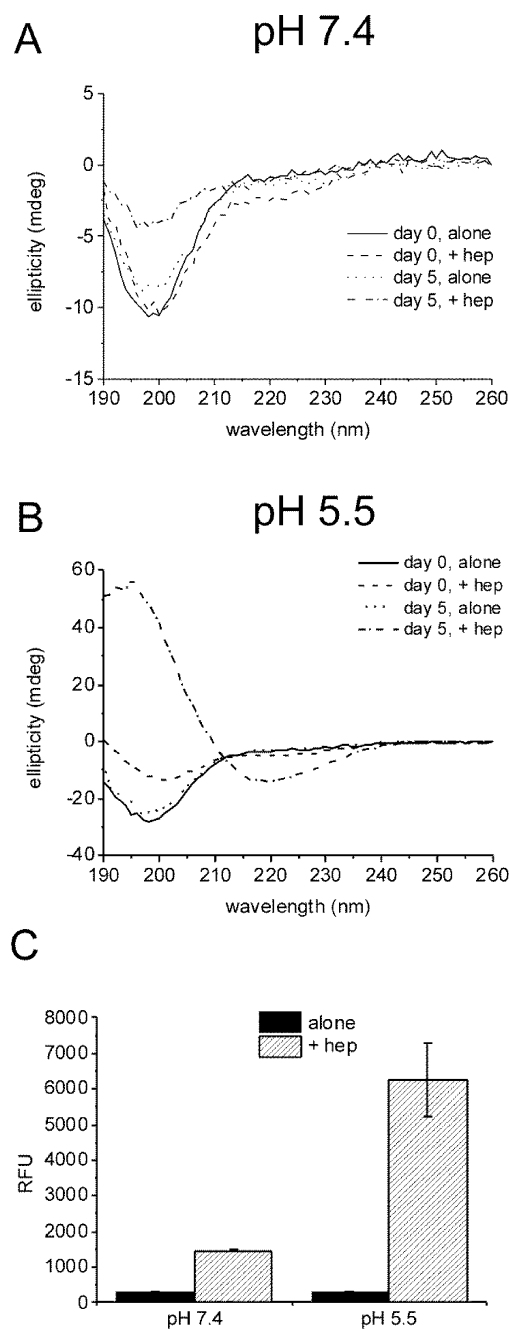 A
pH 7.4
5
0
-5
-10
-15
ellipticity (mdeg)
day 0, alone
day 0, + hep
day 5, alone
day 5, + hep
190 200 210 220 230 240 250 260
wavelength (nm)
B
pH 5.5
60
40
20
0
-20
-40
ellipticity (mdeg)
day 0, alone
day 0, + hep
day 5, alone
day 5, + hep
190 200 210 220 230 240 250 260
wavelength (nm)
C
8000
7000
6000
5000
4000
3000
2000
1000
0
RFU
alone
+ hep
pH 7.4 pH 5.5